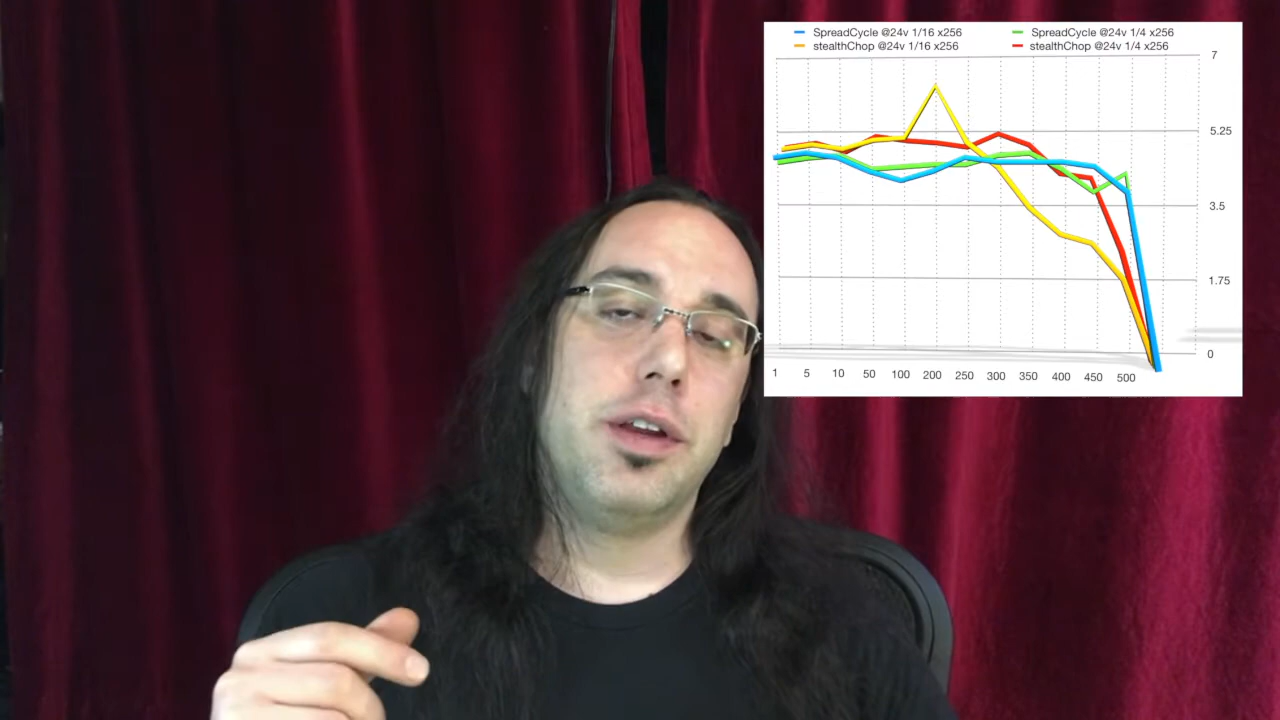 SpreadCycle @24v 1/16 x256 SpreadCycle @24v 1/4 x256
stealthChop @24v 1/16 x256 stealthChop @24v 1/4 x256
7
5.25
3.5
1.75
0
1 5 10 50 100 200 250 300 350 400 450 500